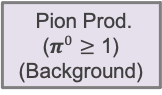 Pion Prod.
(π⁰ ≥ 1)
(Background)